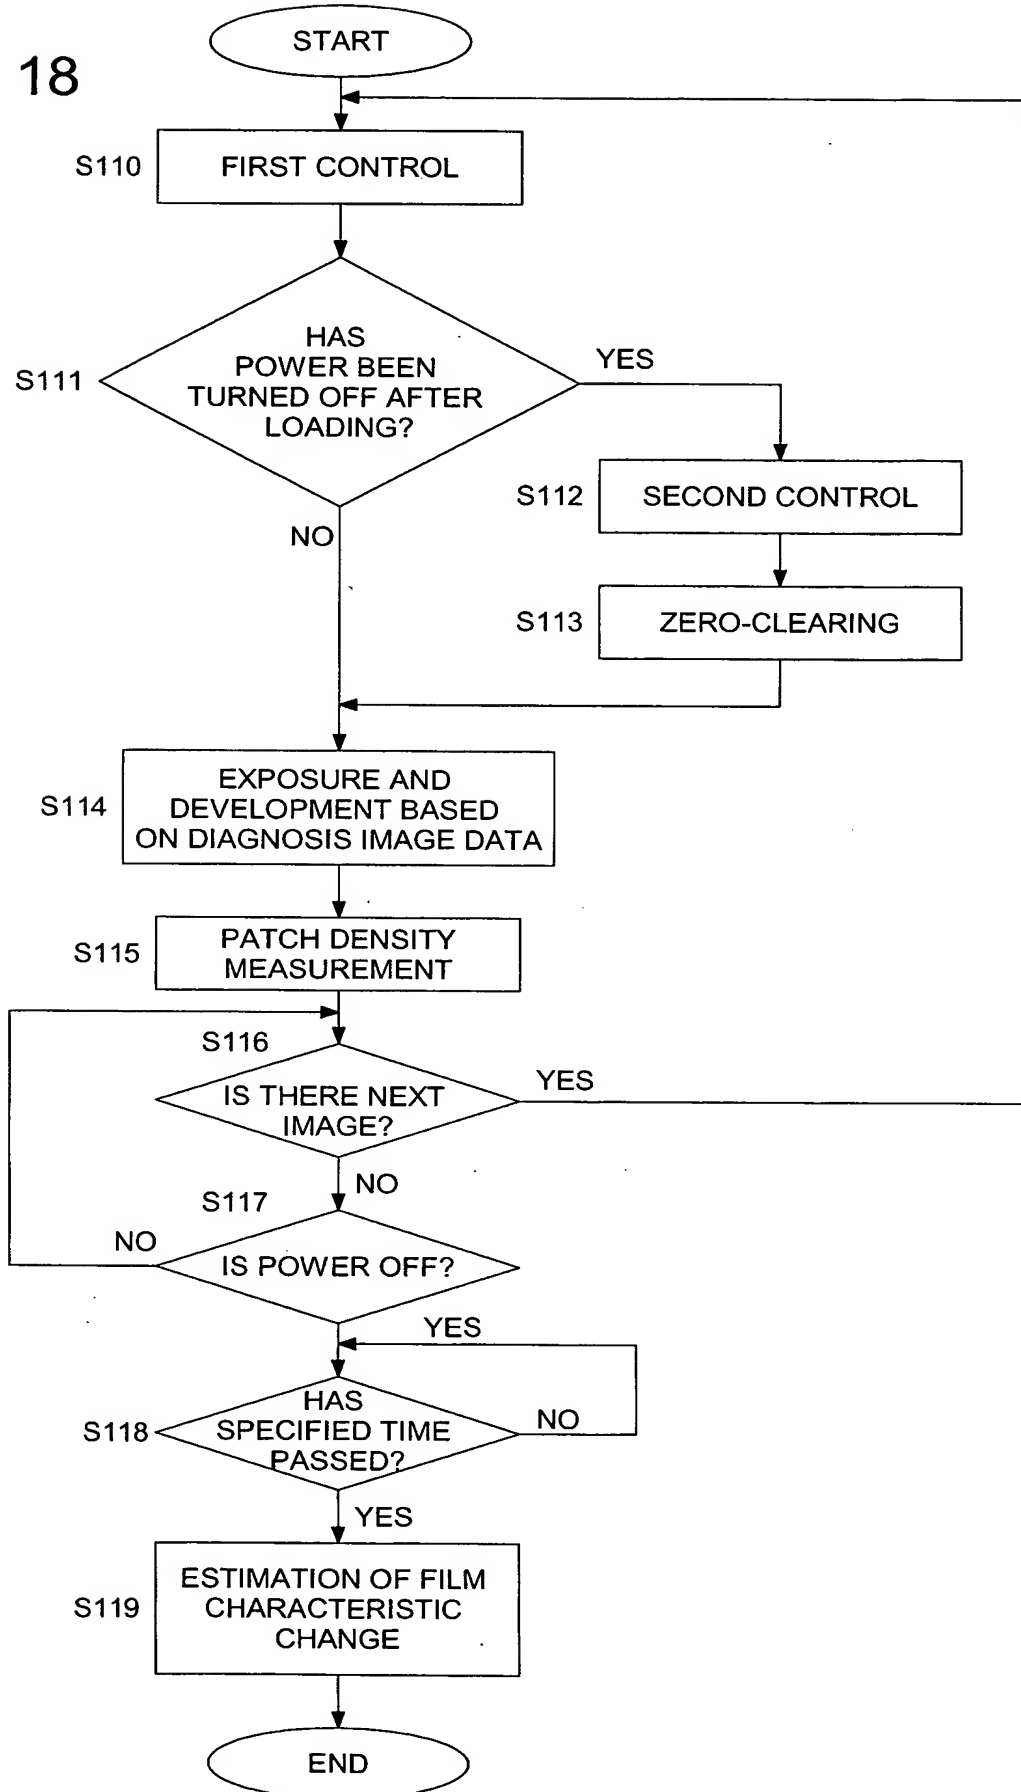 START
18
S110
FIRST CONTROL
S111
HAS
POWER BEEN
TURNED OFF AFTER
LOADING?
YES
S112
SECOND CONTROL
NO
S113
ZERO-CLEARING
S114
EXPOSURE AND
DEVELOPMENT BASED
ON DIAGNOSIS IMAGE DATA
S115
PATCH DENSITY
MEASUREMENT
S116
IS THERE NEXT
IMAGE?
YES
NO
S117
NO
IS POWER OFF?
YES
S118
HAS
SPECIFIED TIME
PASSED?
NO
YES
S119
ESTIMATION OF FILM
CHARACTERISTIC
CHANGE
END